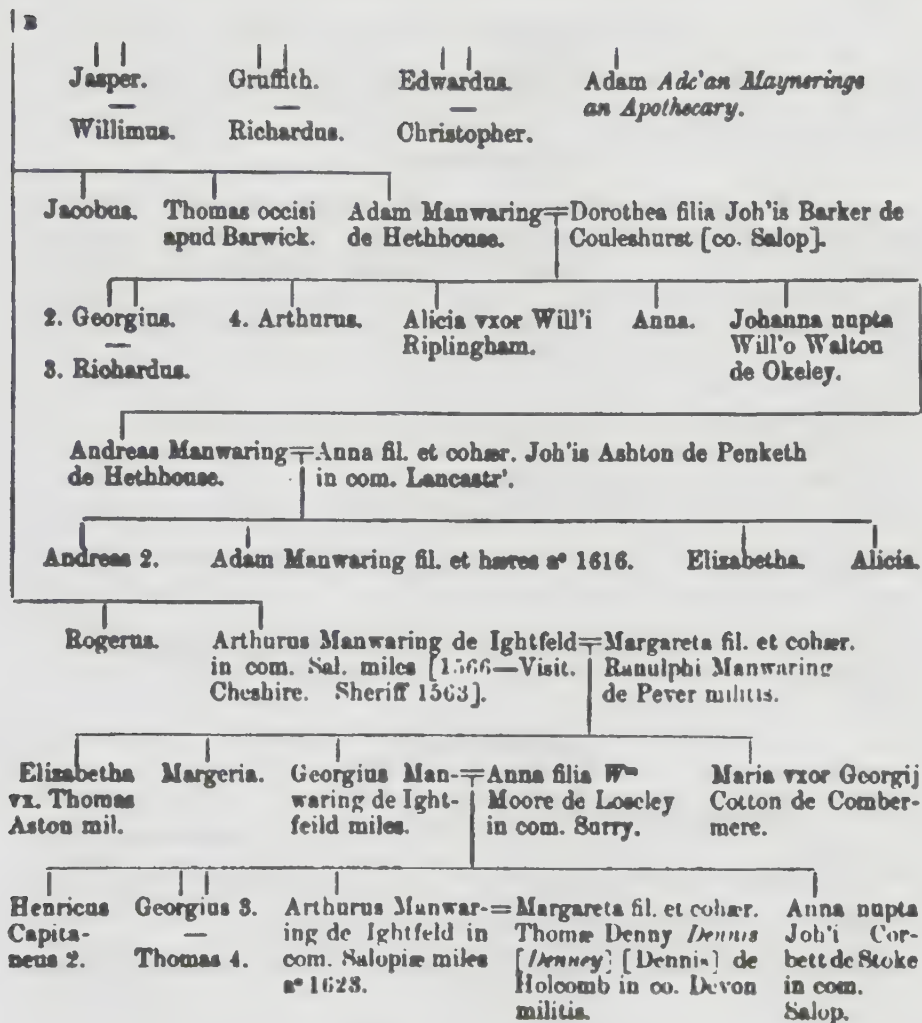 B
Jasper. Gruffith. Edwardus. Adam Adc'an Maynerings
Willimus. Richardus. Christopher. an Apothecary.
Jacobus. Thomas occisi Adam Manwaring = Dorothea filia Joh'is Barker de
apud Barwick. de Hethhouse. Couleshurst [co. Salop].
2. Georgius. 4. Arthurus. Alicia vxor Will'i Anna. Johanna nupta
3. Richardus. Riplingham. Will'o Walton
de Okeley.
Andreas Manwaring = Anna fil. et cohær. Joh'is Ashton de Penketh
de Hethhouse. in com. Lancastr'.
Andreas 2. Adam Manwaring fil. et hæres aº 1616. Elizabetha. Alicia.
Rogerus. Arthurus Manwaring de Ightfeld = Margareta fil. et cohær.
in com. Sal. miles [1566—Visit. Ranulphi Manwaring
Cheshire. Sheriff 1563]. de Pever militis.
Elizabetha Margeria. Georgius Man- = Anna filia Wm Maria vxor Georgij
vx. Thomas waring de Ight- Moore de Loseley Cotton de Comber-
Aston mil. feild miles. in com. Surry. mere.
Henricus Georgius 3. Arthurus Manwar- = Margareta fil. et cohær. Anna nupta
Capita- Thomas 4. ing de Ightfeld in Thomæ Denny Dennis Joh'i Cor-
neus 2. com. Salopiæ miles [Denney] [Dennis] de bett de Stoke
aº 1623. Holcomb in co. Devon in com.
militis. Salop.